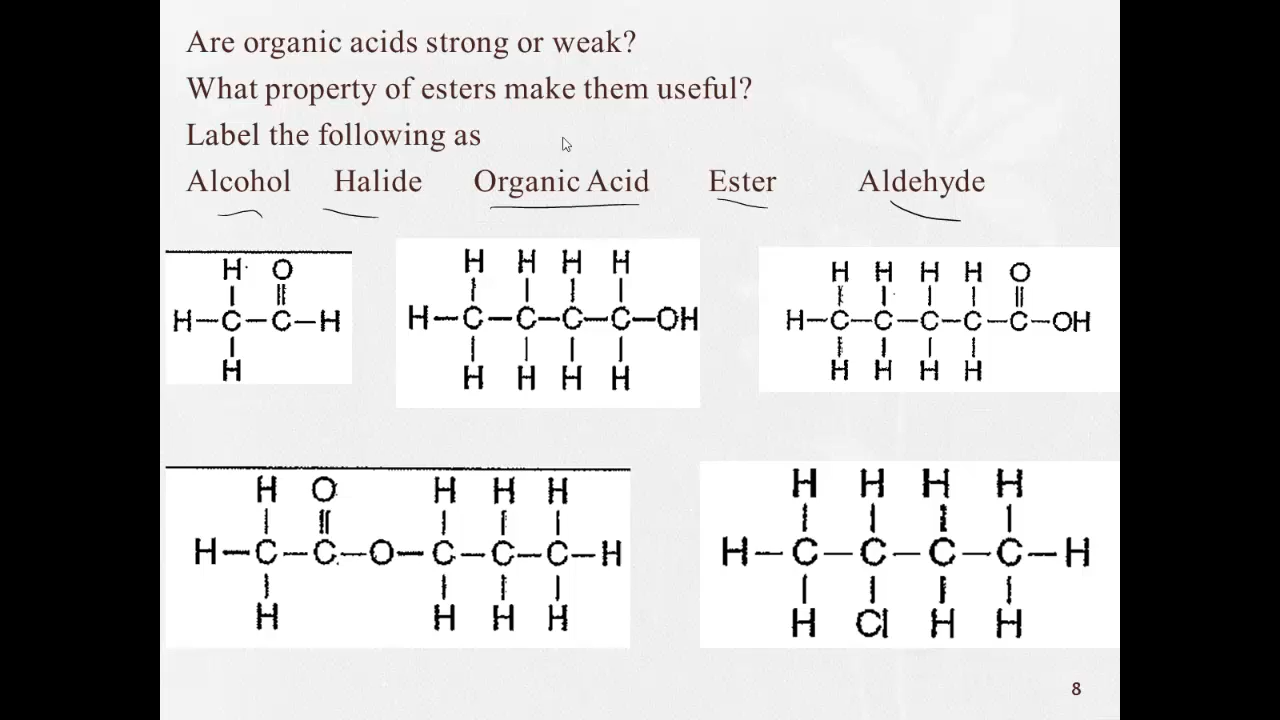 Are organic acids strong or weak?
What property of esters make them useful?
Label the following as
Alcohol Halide Organic Acid Ester Aldehyde
H O
H–C–C–H
H
H H H H
H–C–C–C–C–OH
H H H H
H H H H O
H–C–C–C–C–C–OH
H H H H
H O H H H
H–C–C–O–C–C–C–H
H H H H
H H H H
H–C–C–C–C–H
H Cl H H
8